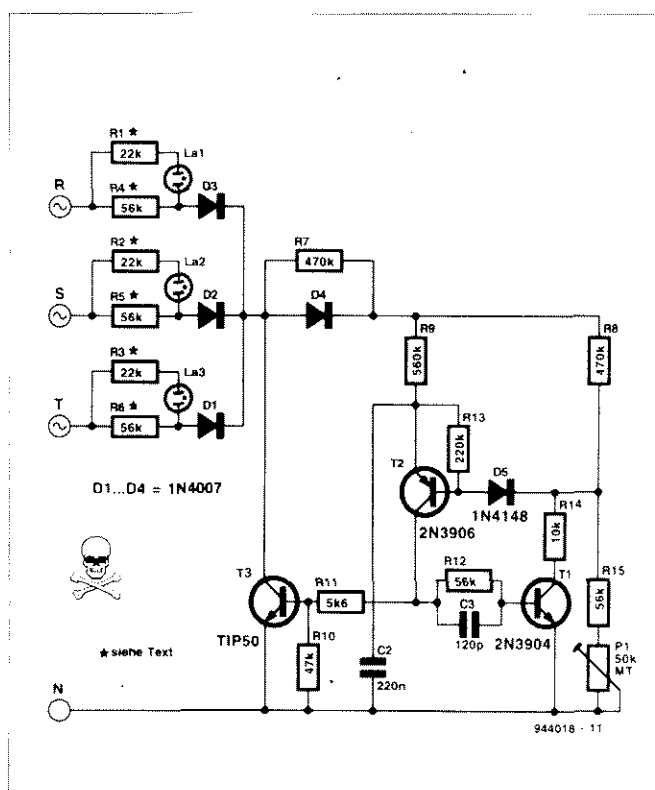 R1 ★
22k
La1
R
R4 ★
56k
D3
R2 ★
22k
La2
S
R5 ★
56k
D2
R7
470k
D4
R9
560k
R8
470k
R3 ★
22k
La3
T
R6 ★
56k
D1
R13
220k
D1...D4 = 1N4007
T2
D5
1N4148
2N3906
R14
10k
R12
56k
T1
T3
R11
5k6
C3
120p
2N3904
R15
56k
TIP50
R10
47k
C2
220n
P1
50k
MT
★ siehe Text
N
944018 - 11